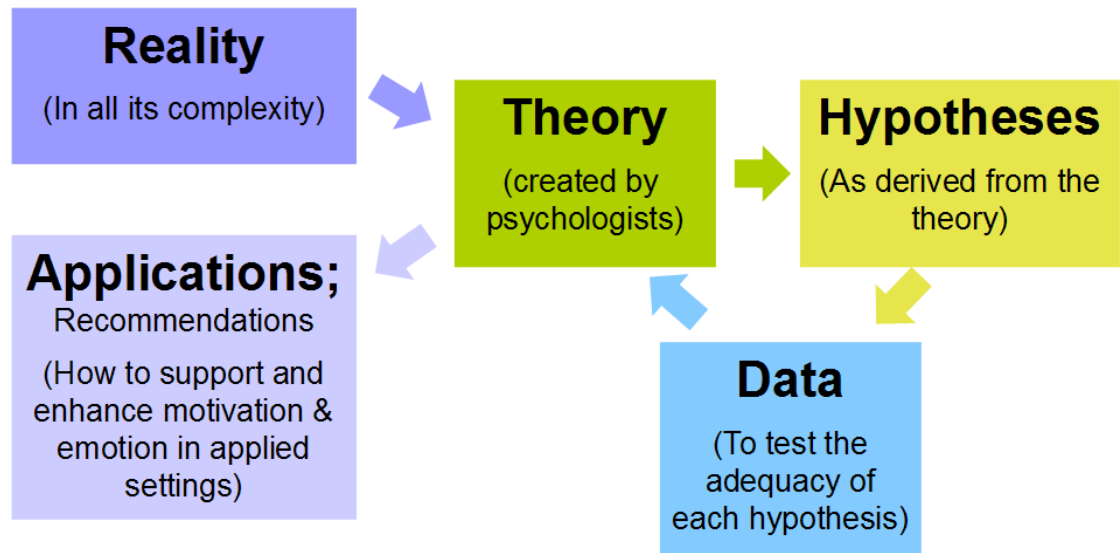 Reality
(In all its complexity)
Theory
(created by
psychologists)
Hypotheses
(As derived from the
theory)
Applications;
Recommendations
(How to support and
enhance motivation &
emotion in applied
settings)
Data
(To test the
adequacy of
each hypothesis)